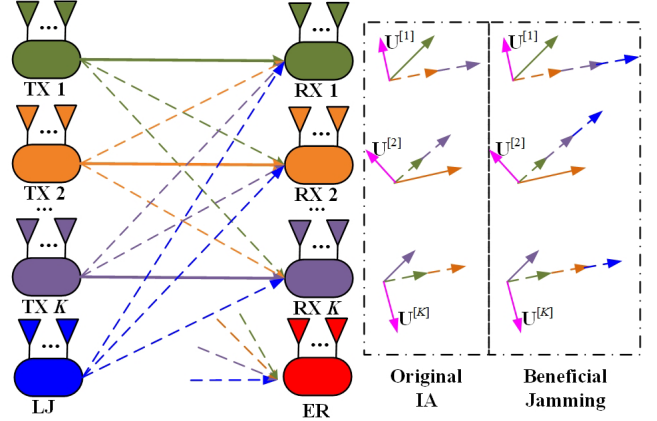 ...
...
U[1]
U[1]
TX 1
RX 1
...
...
U[2]
U[2]
TX 2
RX 2
...
...
...
...
TX K
RX K
U[K]
U[K]
...
...
LJ
ER
Original
IA
Beneficial
Jamming